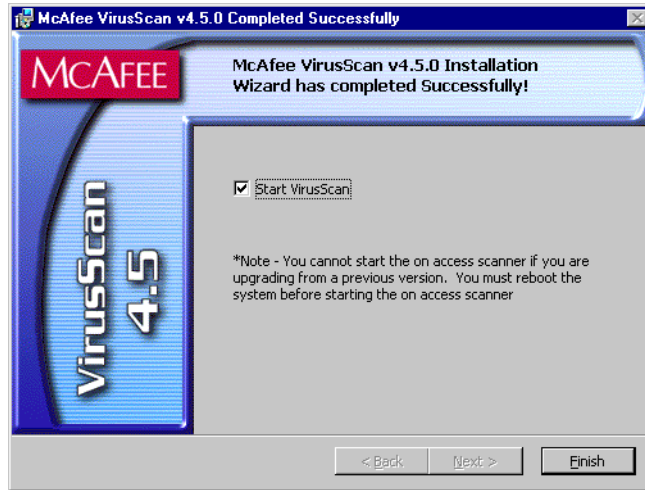 McAfee VirusScan v4.5.0 Completed Successfully
MCAFEE
McAfee VirusScan v4.5.0 Installation
Wizard has completed Successfully!
VirusScan
4.5
Start VirusScan
*Note - You cannot start the on access scanner if you are
upgrading from a previous version. You must reboot the
system before starting the on access scanner
< Back
Next >
Finish